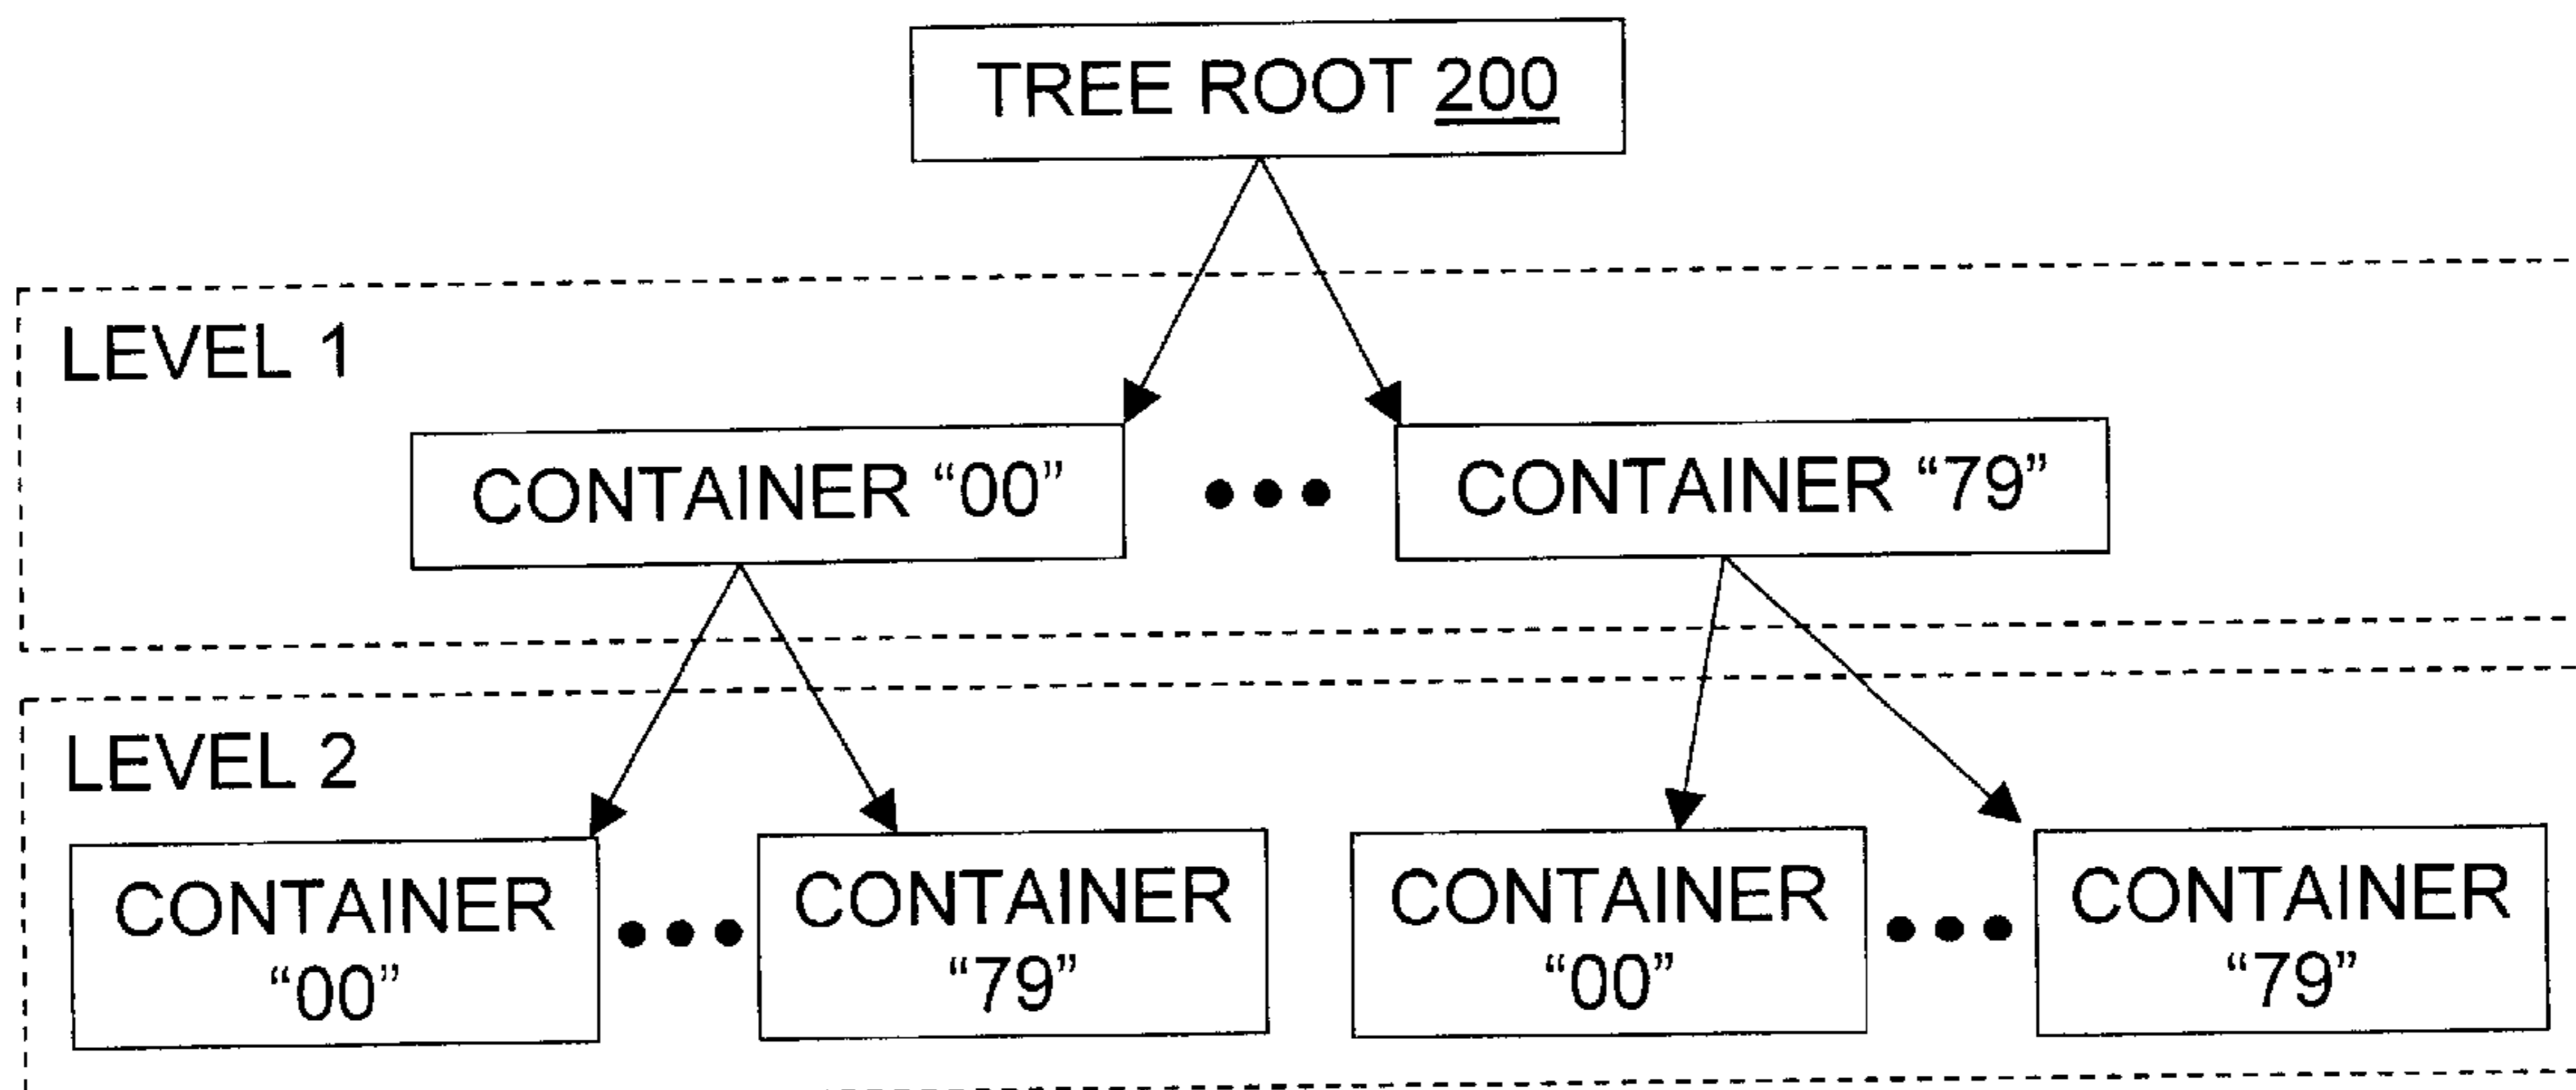 TREE ROOT 200
LEVEL 1
CONTAINER “00”
CONTAINER “79”
LEVEL 2
CONTAINER
“00”
CONTAINER
“79”
CONTAINER
“00”
CONTAINER
“79”